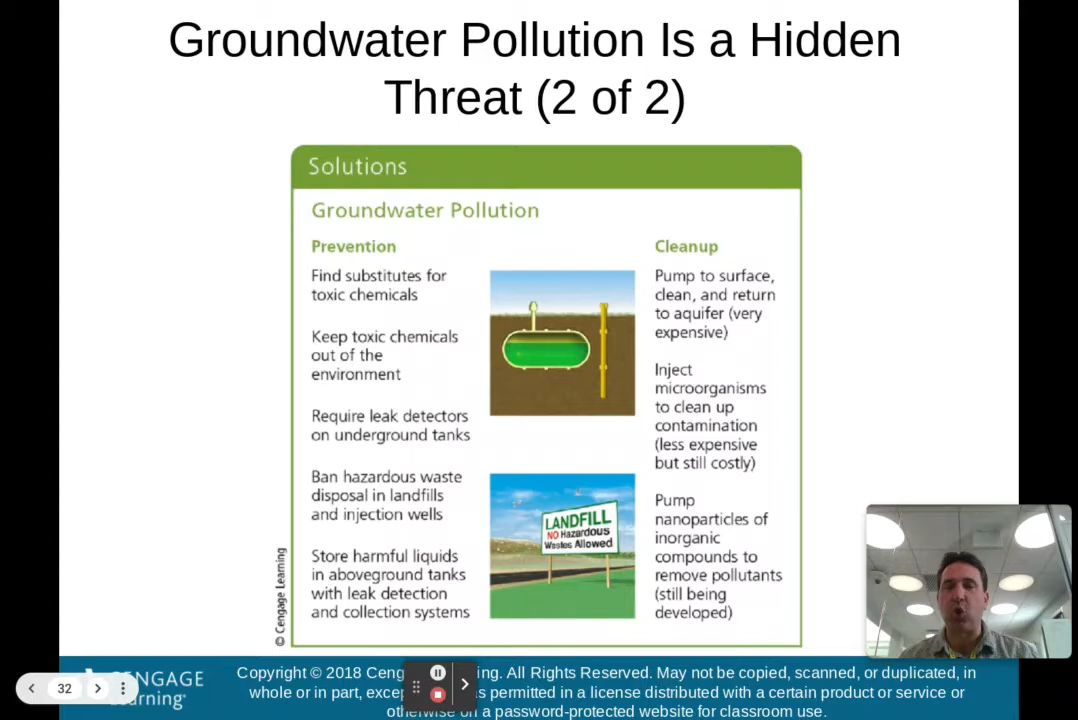 Groundwater Pollution Is a Hidden
Threat (2 of 2)
Solutions
Groundwater Pollution
Prevention
Find substitutes for
toxic chemicals
Keep toxic chemicals
out of the
environment
Require leak detectors
on underground tanks
Ban hazardous waste
disposal in landfills
and injection wells
Store harmful liquids
in aboveground tanks
with leak detection
and collection systems
LANDFILL
NO Hazardous
Wastes Allowed
Cleanup
Pump to surface,
clean, and return
to aquifer (very
expensive)
Inject
microorganisms
to clean up
contamination
(less expensive
but still costly)
Pump
nanoparticles of
inorganic
compounds to
remove pollutants
(still being
developed)
© Cengage Learning
32
CENGAGE
Learning®
Copyright © 2018 Ceng ing. All Rights Reserved. May not be copied, scanned, or duplicated, in
whole or in part, excep s permitted in a license distributed with a certain product or service or
otherwise on a password-protected website for classroom use.